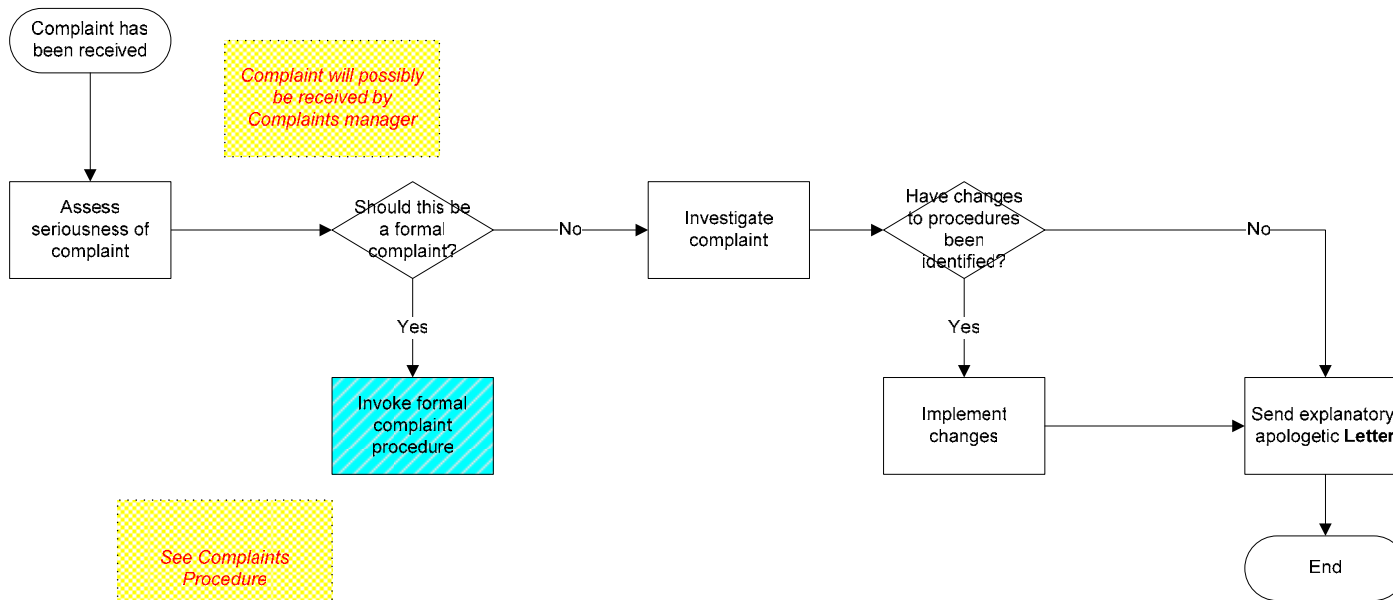 Complaint has
been received
Complaint will possibly
be received by
Complaints manager
Assess
seriousness of
complaint
Should this be
a formal
complaint?
No
Investigate
complaint
Have changes
to procedures
been
identified?
No
Yes
Yes
Invoke formal
complaint
procedure
Implement
changes
Send explanatory,
apologetic Letter
See Complaints
Procedure
End